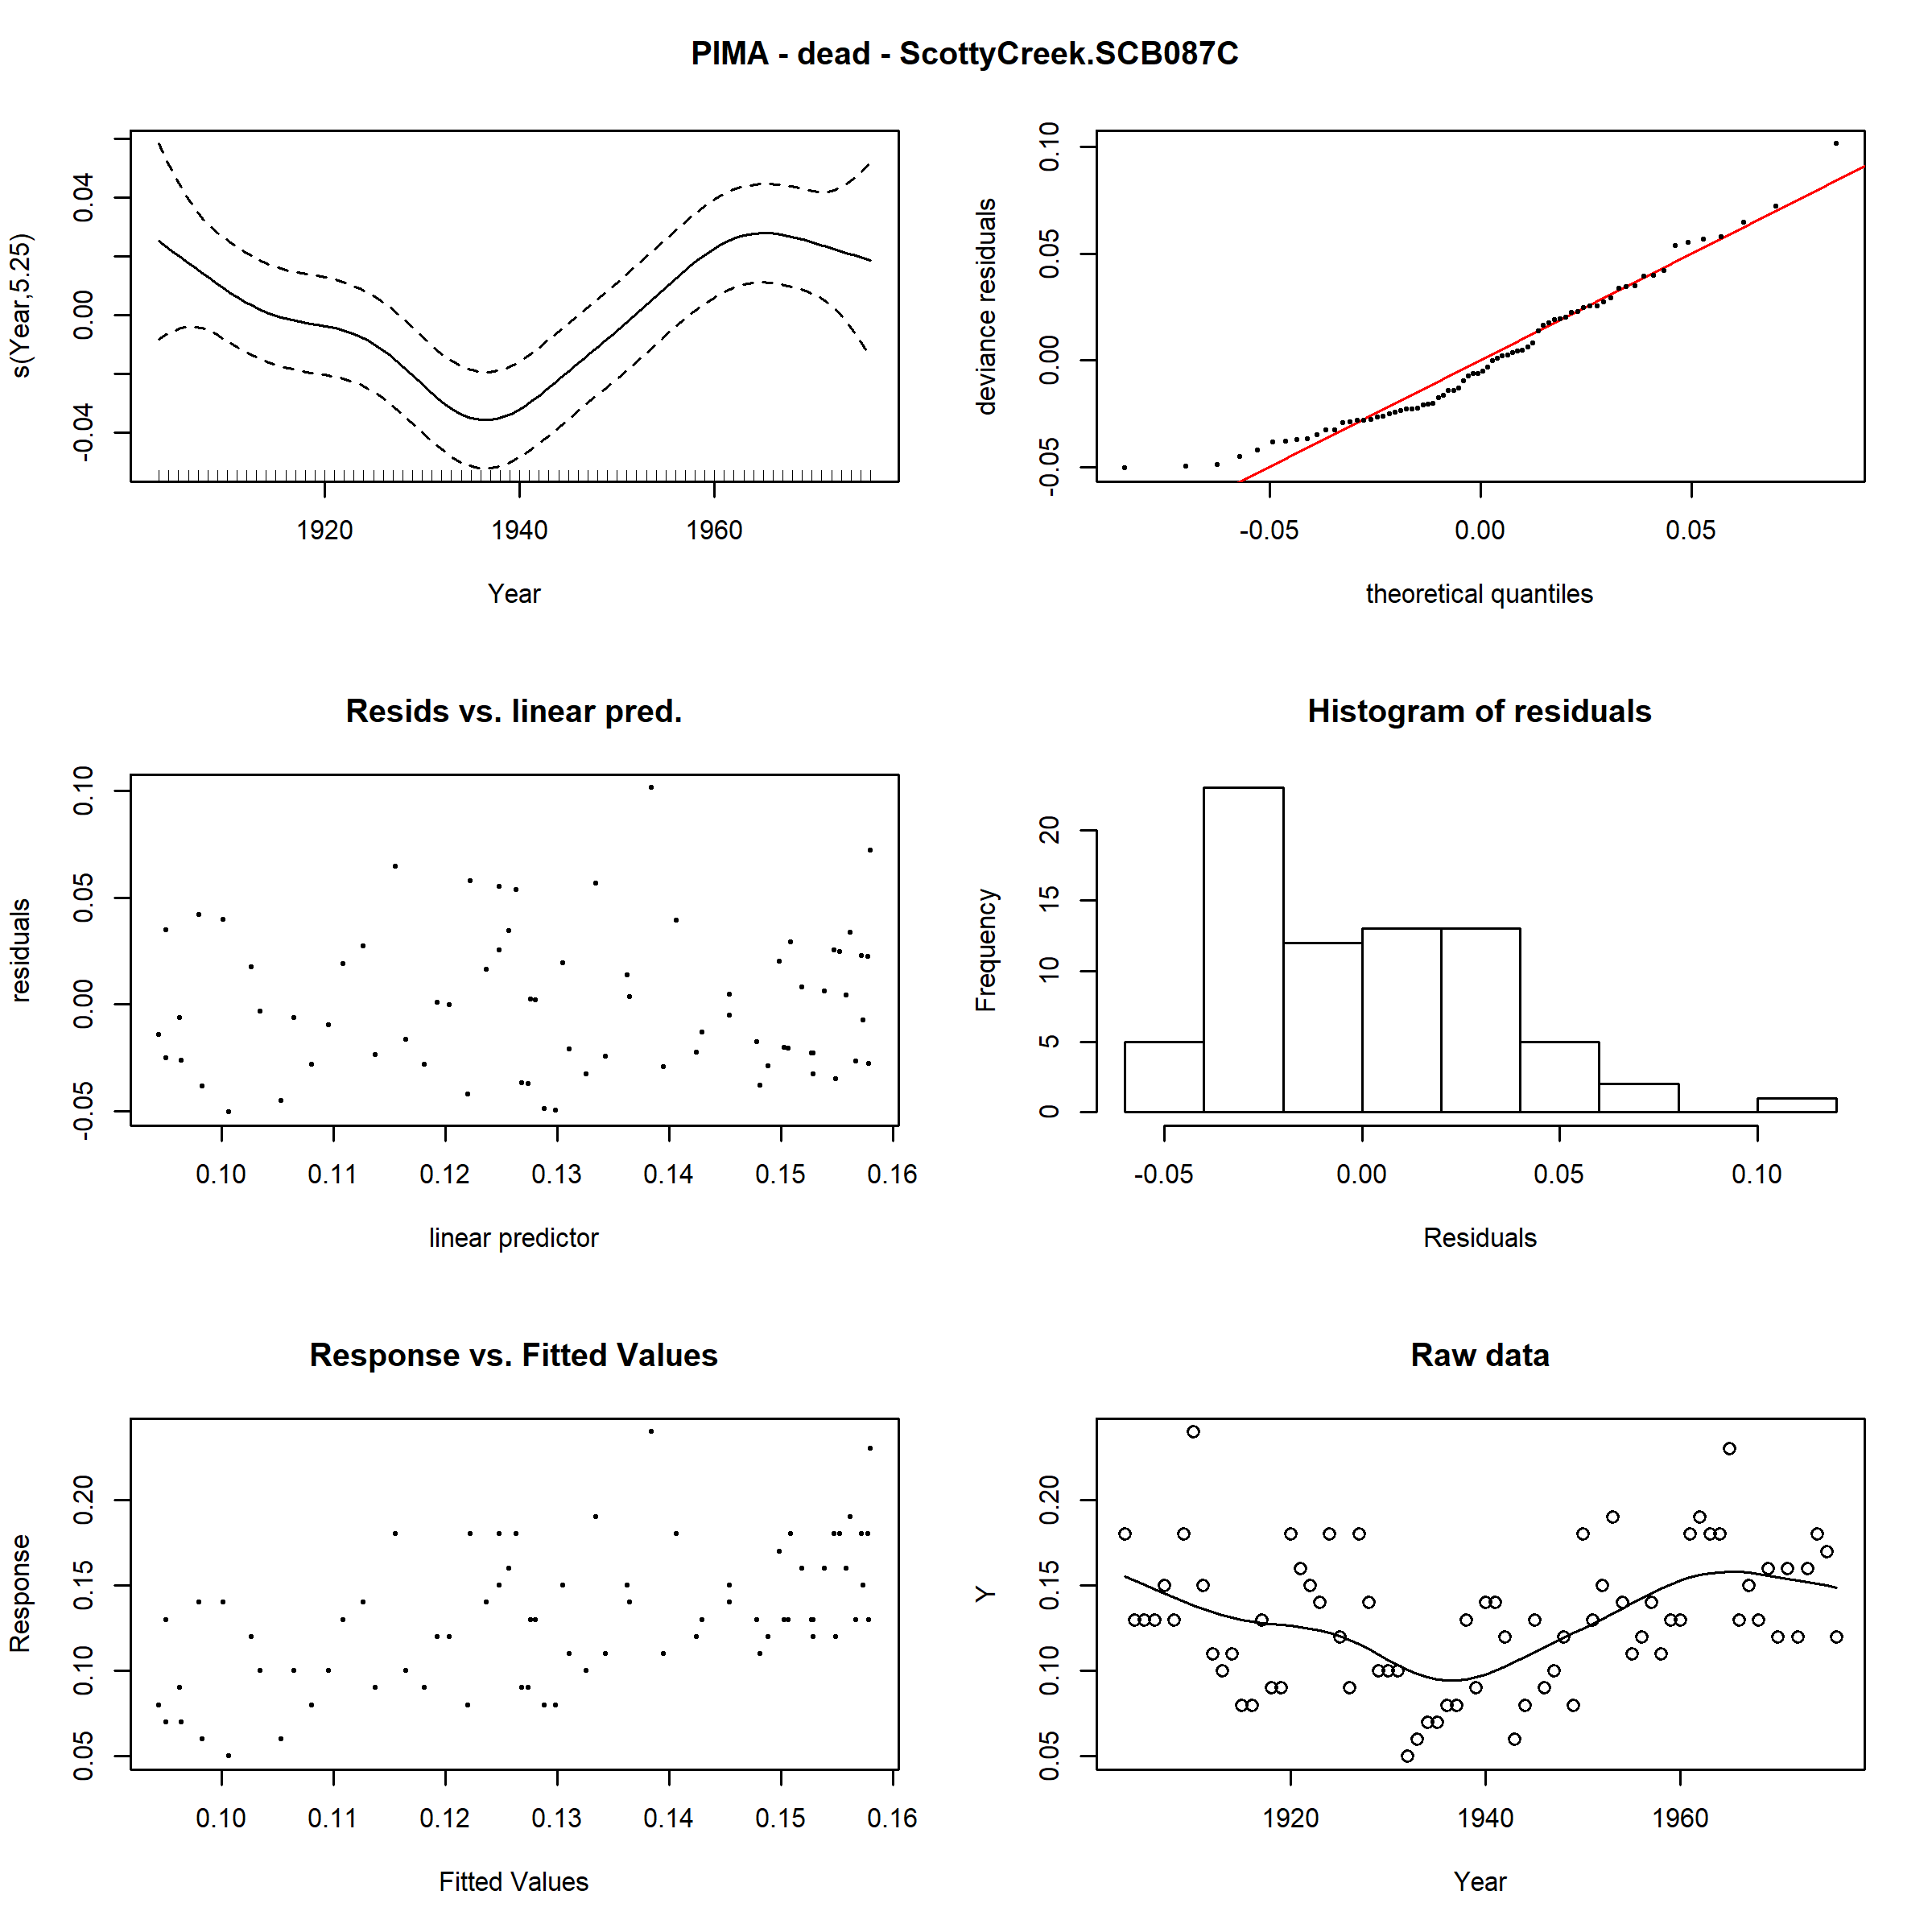 PIMA - dead - ScottyCreek.SCB087C
s(Year,5.25)
-0.04 0.00 0.04
1920 1940 1960
Year
deviance residuals
-0.05 0.00 0.05 0.10
-0.05 0.00 0.05
theoretical quantiles
Resids vs. linear pred.
residuals
-0.05 0.00 0.05 0.10
0.10 0.11 0.12 0.13 0.14 0.15 0.16
linear predictor
Histogram of residuals
Frequency
0 5 10 15 20
-0.05 0.00 0.05 0.10
Residuals
Response vs. Fitted Values
Response
0.05 0.10 0.15 0.20
0.10 0.11 0.12 0.13 0.14 0.15 0.16
Fitted Values
Raw data
Y
0.05 0.10 0.15 0.20
1920 1940 1960
Year